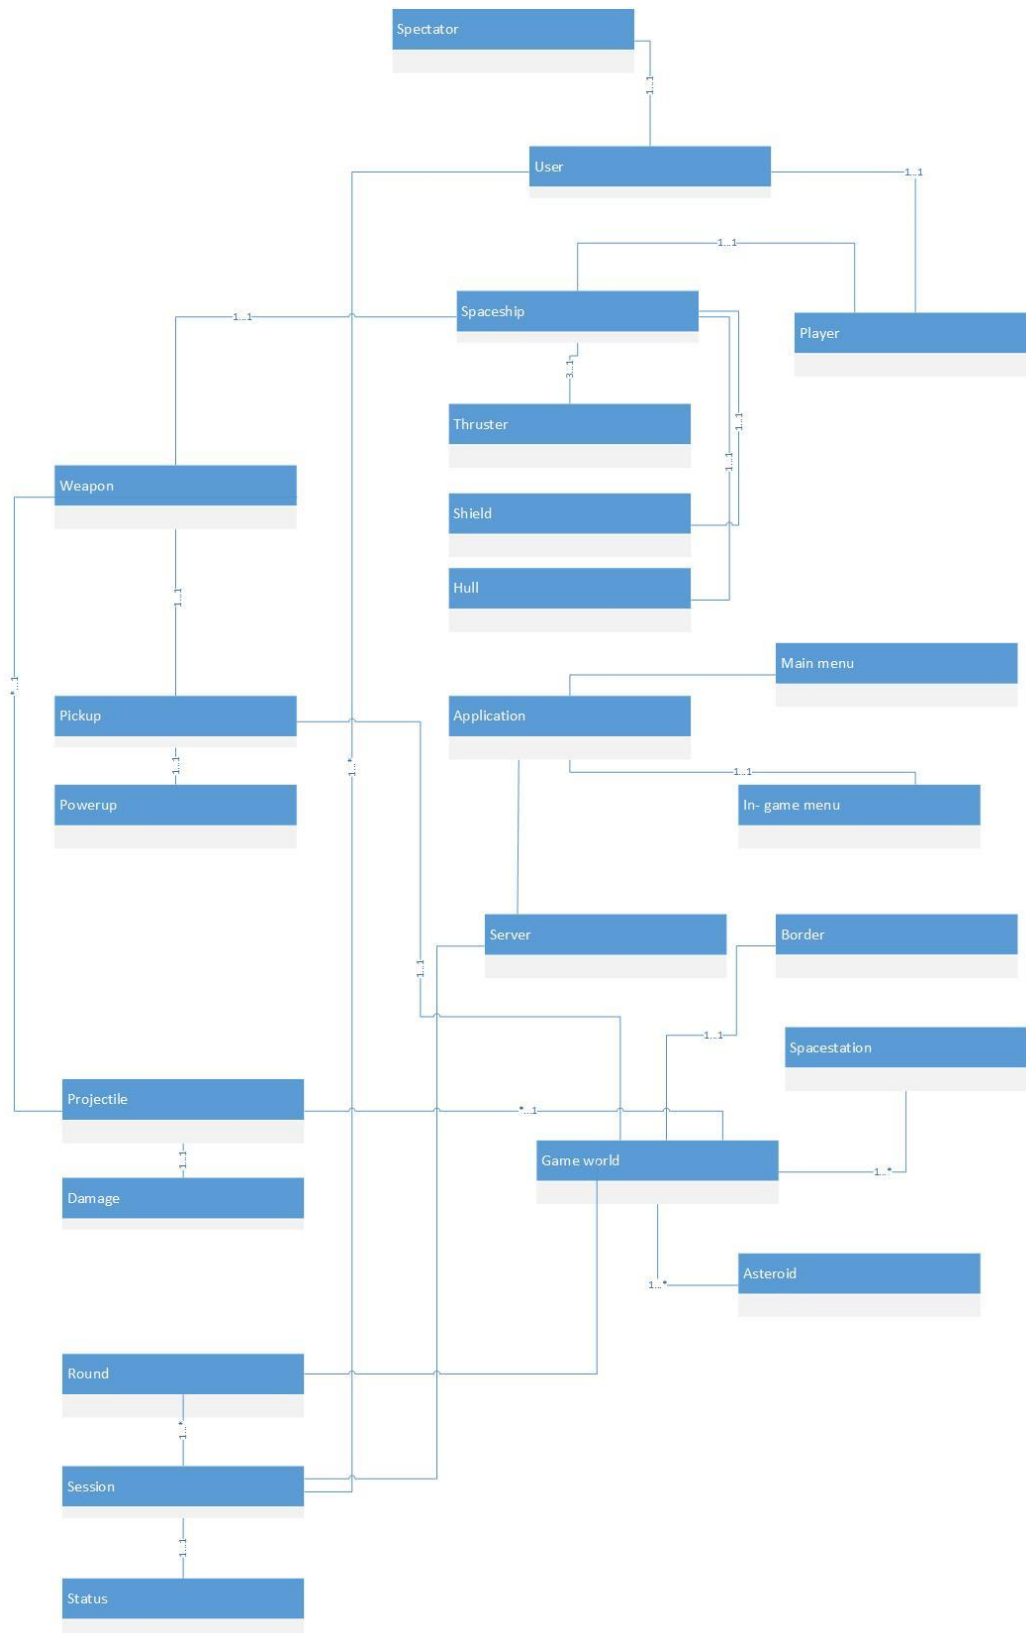 Spectator
1...1
User
1...1
1...1
Spaceship
1...1
Player
3...1
Thruster
1...1
1...1
Weapon
Shield
Hull
1...1
Main menu
*...1
Pickup
Application
1...1
1...*
1...1
Powerup
In- game menu
Server
Border
1...1
1...1
Spacestation
Projectile
*...1
1...1
Game world
1...*
Damage
Asteroid
1...*
Round
1...*
Session
1...1
Status